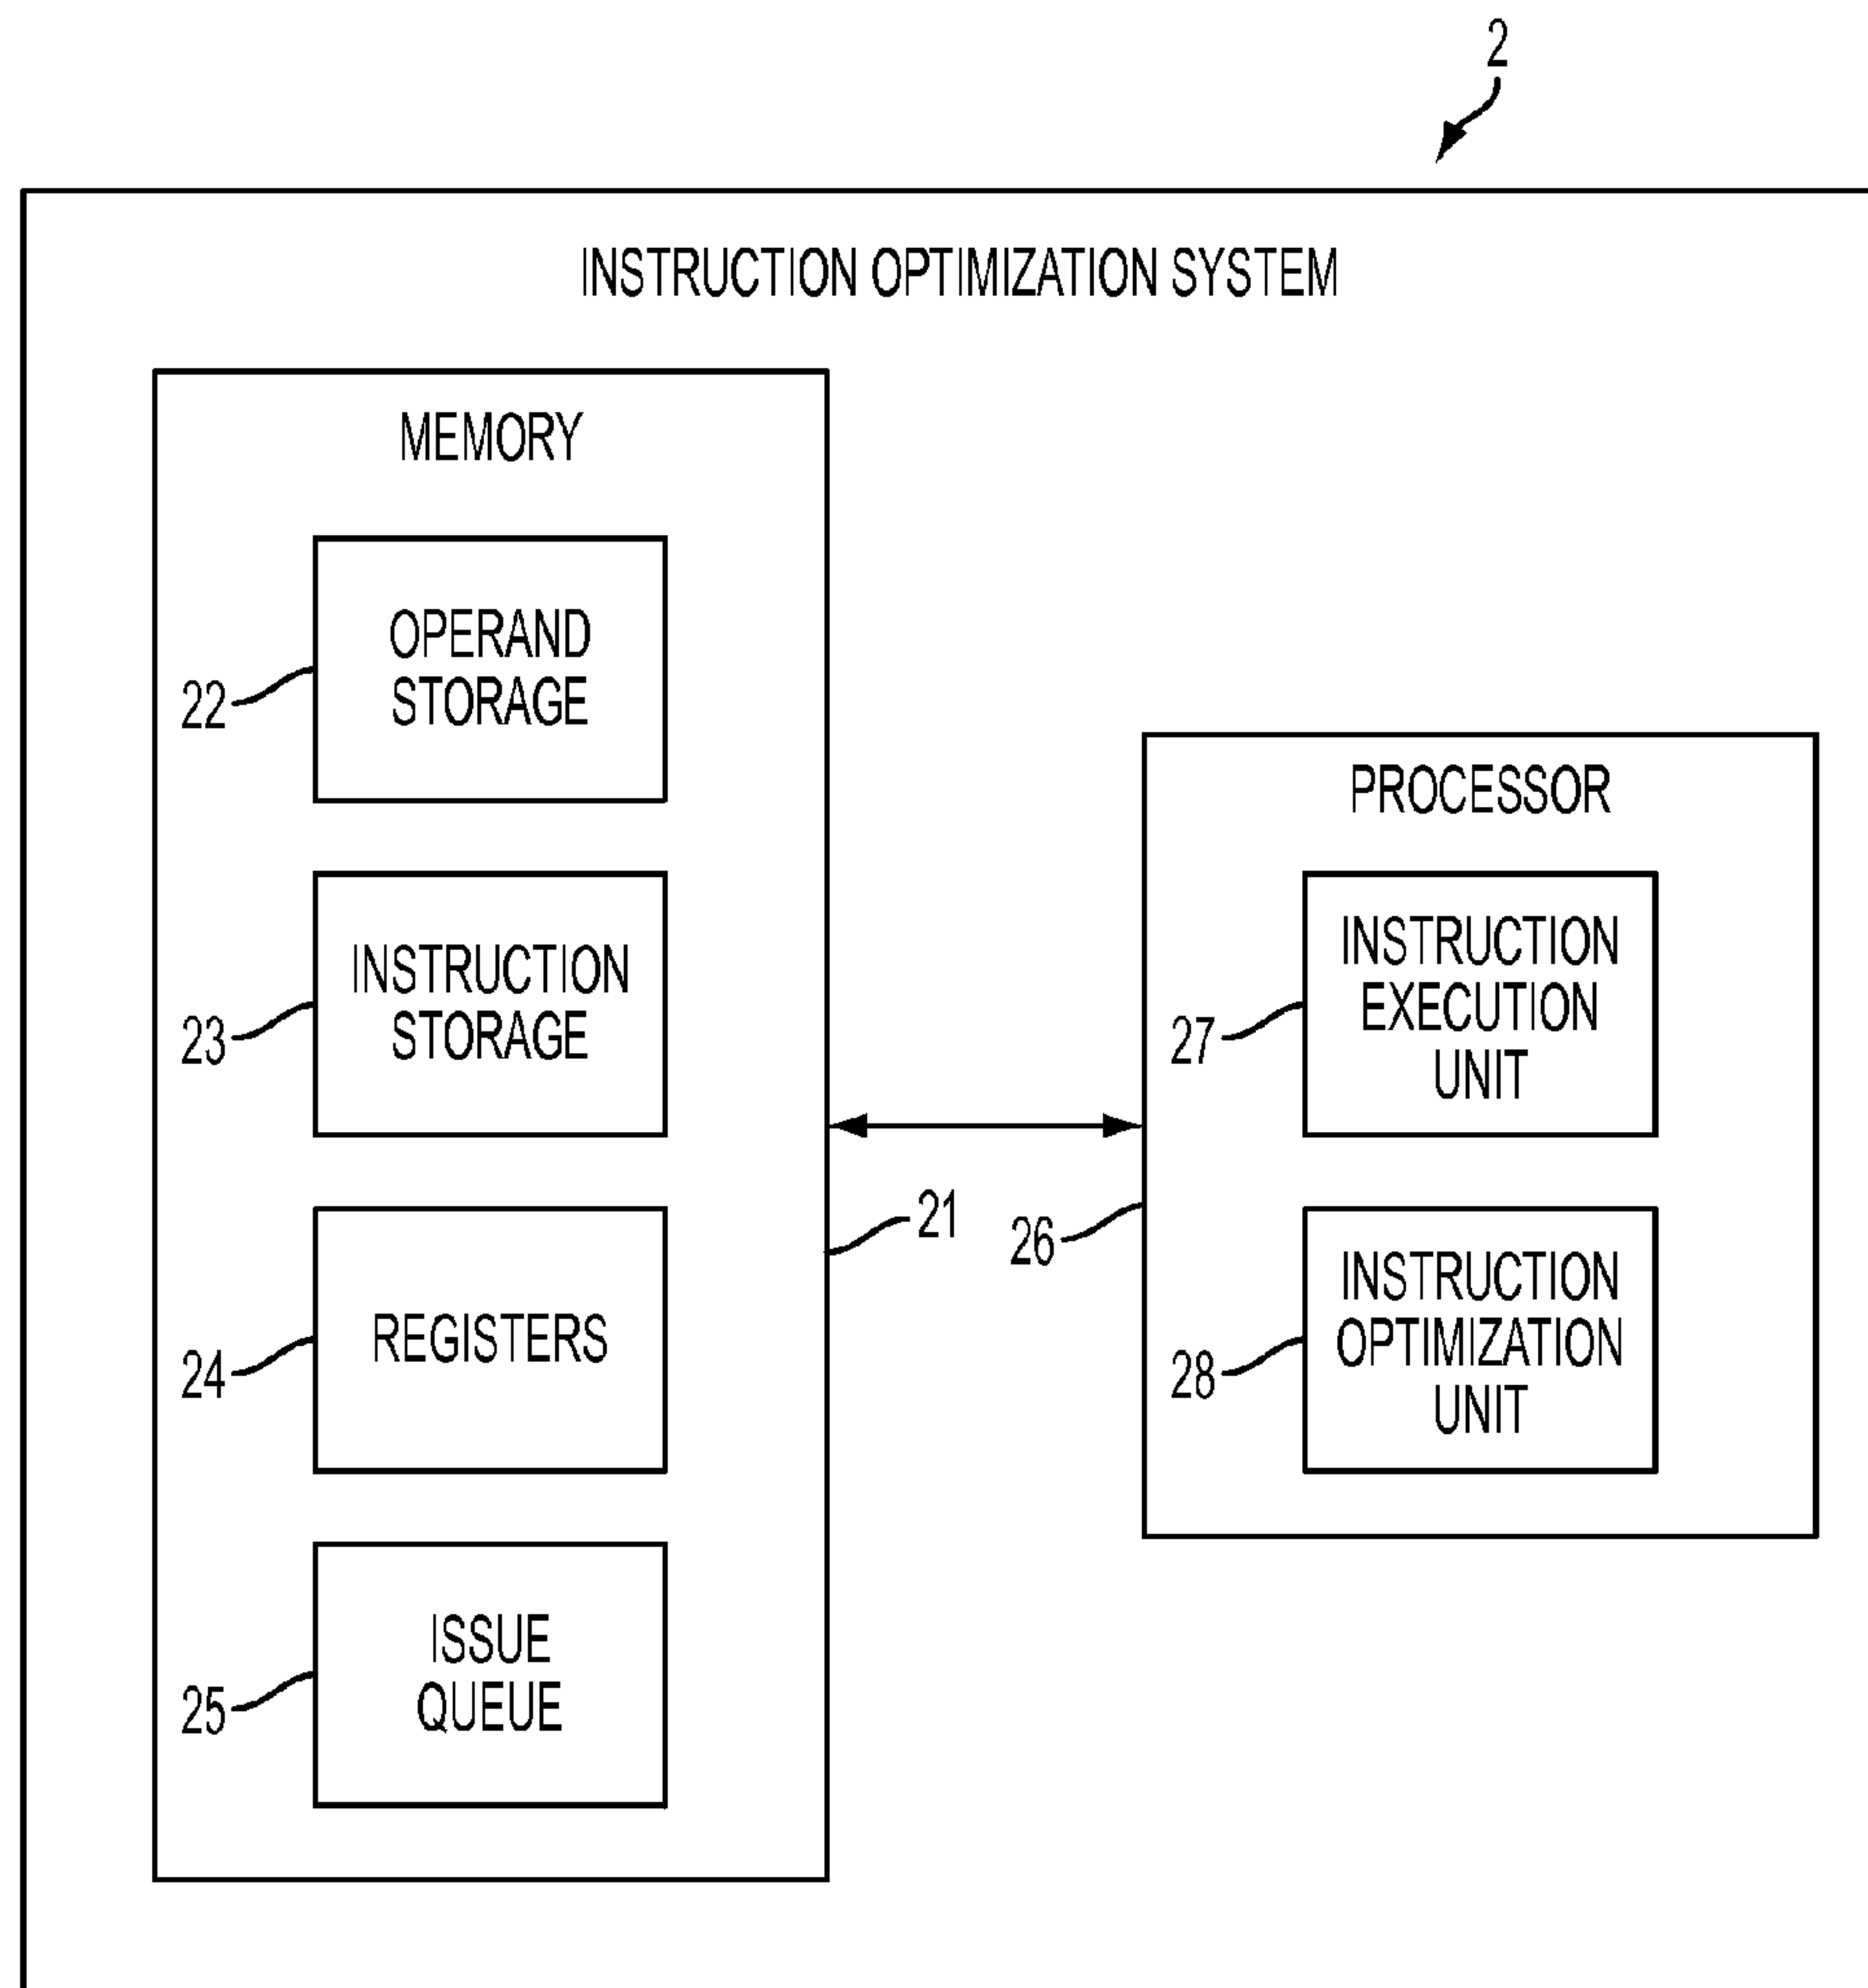 2
INSTRUCTION OPTIMIZATION SYSTEM
MEMORY
OPERAND
STORAGE
22
INSTRUCTION
STORAGE
23
REGISTERS
24
ISSUE
QUEUE
25
21
26
PROCESSOR
INSTRUCTION
EXECUTION
UNIT
27
INSTRUCTION
OPTIMIZATION
UNIT
28